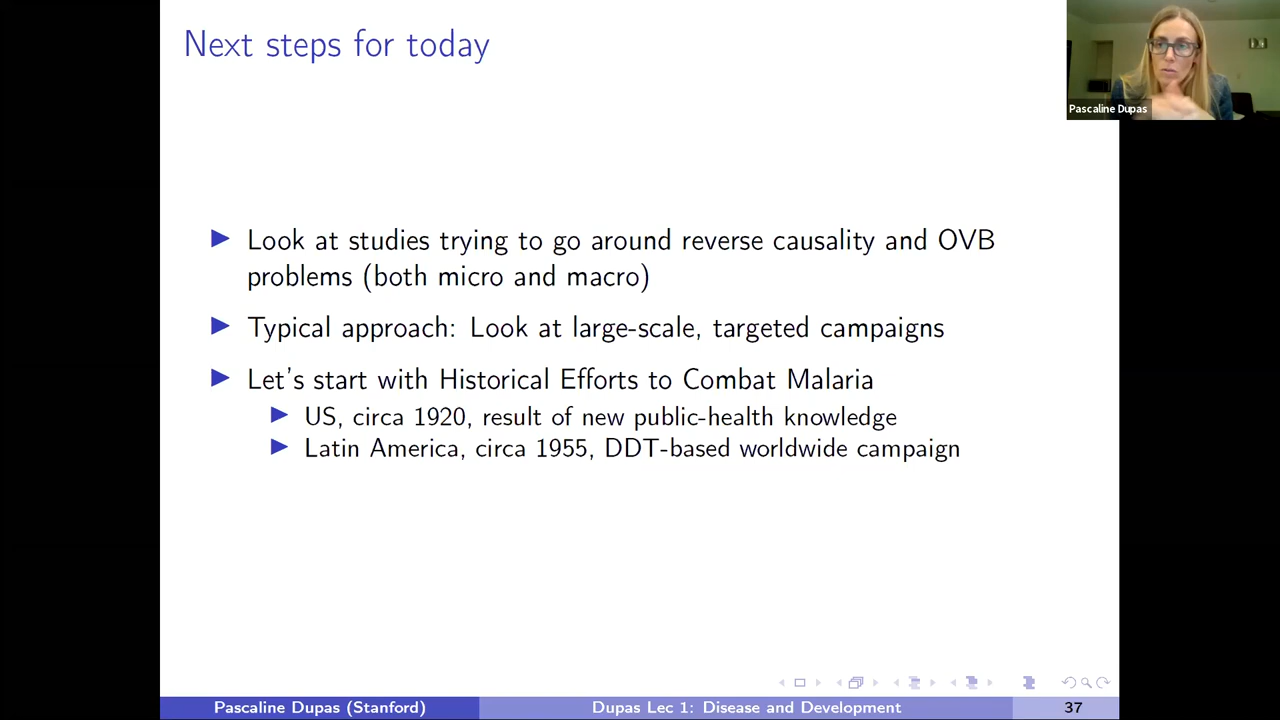 Next steps for today
Pascaline Dupas
▶ Look at studies trying to go around reverse causality and OVB
problems (both micro and macro)
▶ Typical approach: Look at large-scale, targeted campaigns
▶ Let's start with Historical Efforts to Combat Malaria
▶ US, circa 1920, result of new public-health knowledge
▶ Latin America, circa 1955, DDT-based worldwide campaign
Pascaline Dupas (Stanford) Dupas Lec 1: Disease and Development 37